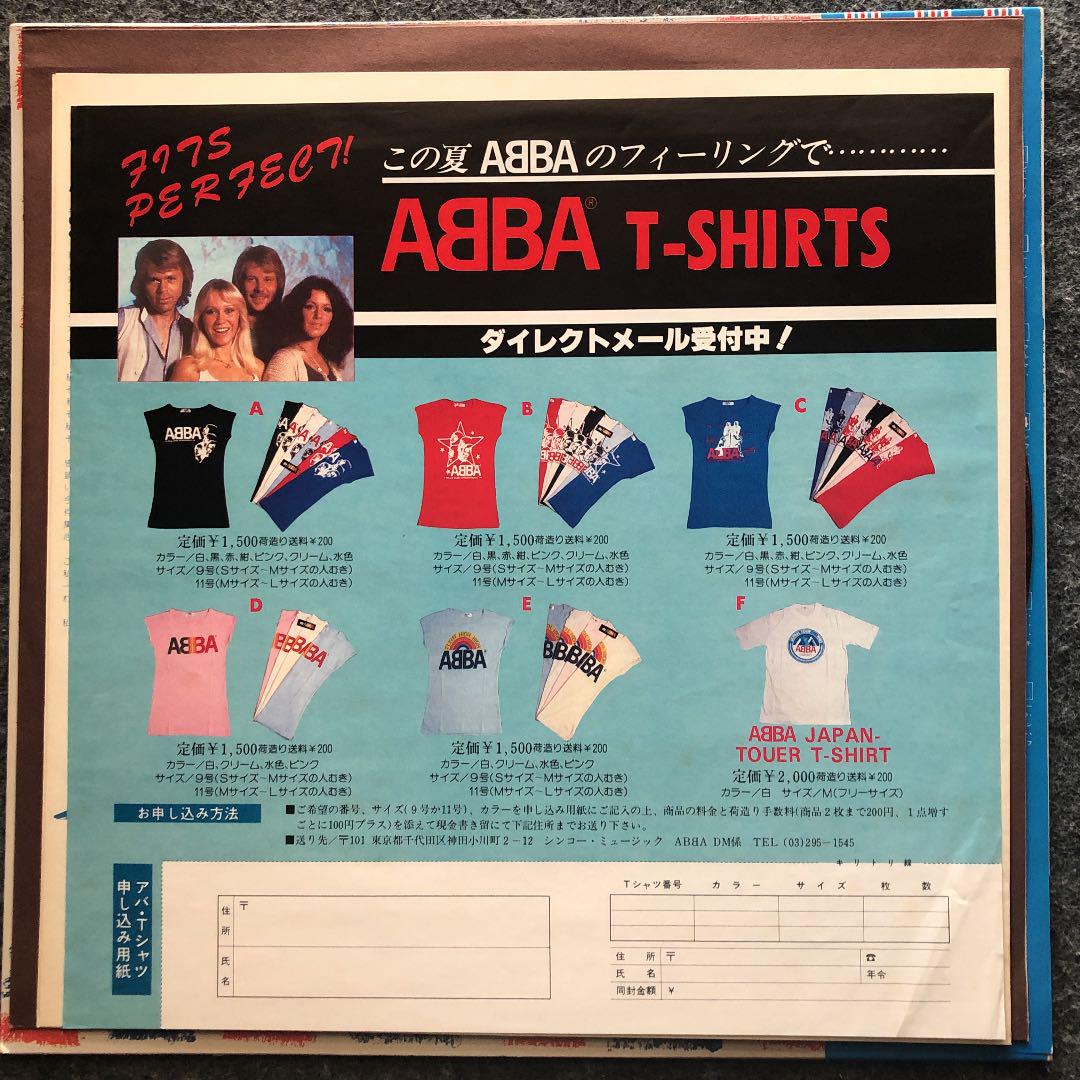 FITS
PERFECT!
この夏 ABBA のフィーリングで…………
ABBA® T-SHIRTS
ダイレクトメール受付中！
A
定価￥1,500荷造り送料￥200
カラー/白、黒、赤、紺、ピンク、クリーム、水色
サイズ/9号(Sサイズ〜Mサイズの人むき)
11号(Mサイズ〜Lサイズの人むき)
B
定価￥1,500荷造り送料￥200
カラー/白、黒、赤、紺、ピンク、クリーム、水色
サイズ/9号(Sサイズ〜Mサイズの人むき)
11号(Mサイズ〜Lサイズの人むき)
C
定価￥1,500荷造り送料￥200
カラー/白、黒、赤、紺、ピンク、クリーム、水色
サイズ/9号(Sサイズ〜Mサイズの人むき)
11号(Mサイズ〜Lサイズの人むき)
D
ABBA
定価￥1,500荷造り送料￥200
カラー/白、クリーム、水色、ピンク
サイズ/9号(Sサイズ〜Mサイズの人むき)
11号(Mサイズ〜Lサイズの人むき)
E
ABBA
定価￥1,500荷造り送料￥200
カラー/白、クリーム、水色、ピンク
サイズ/9号(Sサイズ〜Mサイズの人むき)
11号(Mサイズ〜Lサイズの人むき)
F
ABBA
ABBA JAPAN-
TOUER T-SHIRT
定価￥2,000荷造り送料￥200
カラー/白 サイズ/M(フリーサイズ)
お申し込み方法
■ご希望の番号、サイズ(9号か11号)、カラーを申し込み用紙にご記入の上、商品の料金と荷造り手数料(商品2枚まで200円、1点増す
ごとに100円プラス)を添えて現金書き留にて下記住所までお送り下さい。
■送り先/〒101 東京都千代田区神田小川町2-12 シンコー・ミュージック ABBA DM係 TEL (03)295-1545
キリトリ線
アバ・Tシャツ
申し込み用紙
住所 〒
氏名
Tシャツ番号 カラー サイズ 枚数
住所 〒 ☎
氏名 年令
同封金額 ￥